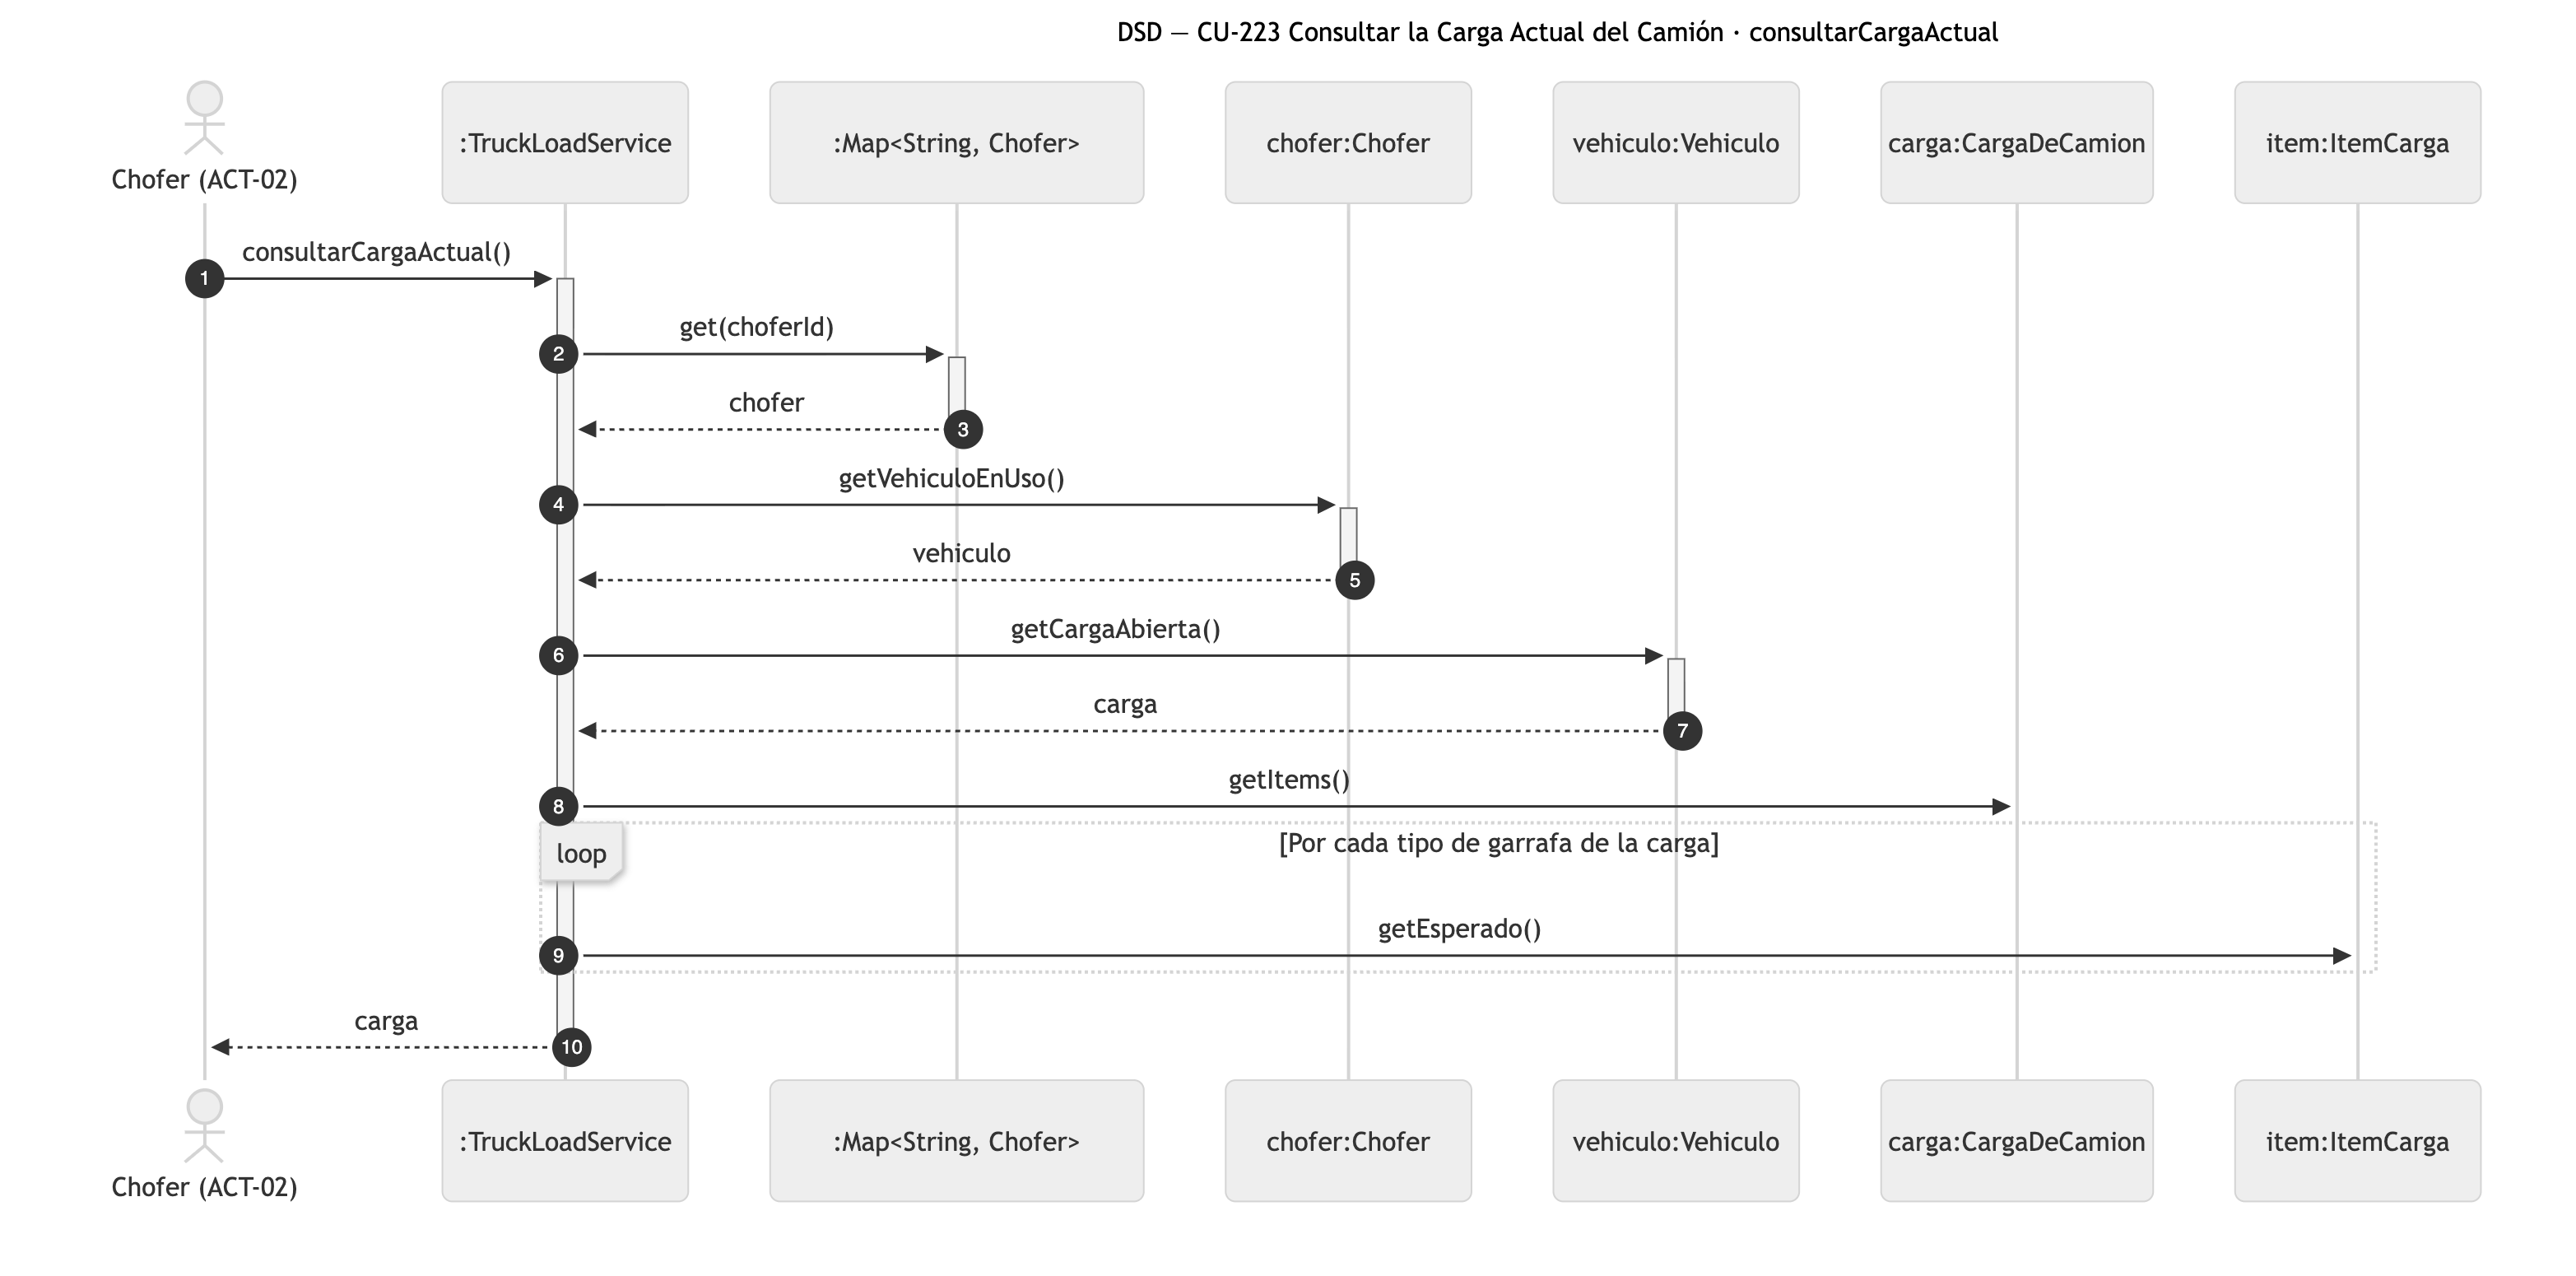 DSD — CU-223 Consultar la Carga Actual del Camión · consultarCargaActual
Chofer (ACT-02)
:TruckLoadService
:Map<String, Chofer>
chofer:Chofer
vehiculo:Vehiculo
carga:CargaDeCamion
item:ItemCarga
consultarCargaActual()
1
get(choferId)
2
chofer
3
getVehiculoEnUso()
4
vehiculo
5
getCargaAbierta()
6
carga
7
getItems()
8
loop
[Por cada tipo de garrafa de la carga]
getEsperado()
9
carga
10
Chofer (ACT-02)
:TruckLoadService
:Map<String, Chofer>
chofer:Chofer
vehiculo:Vehiculo
carga:CargaDeCamion
item:ItemCarga